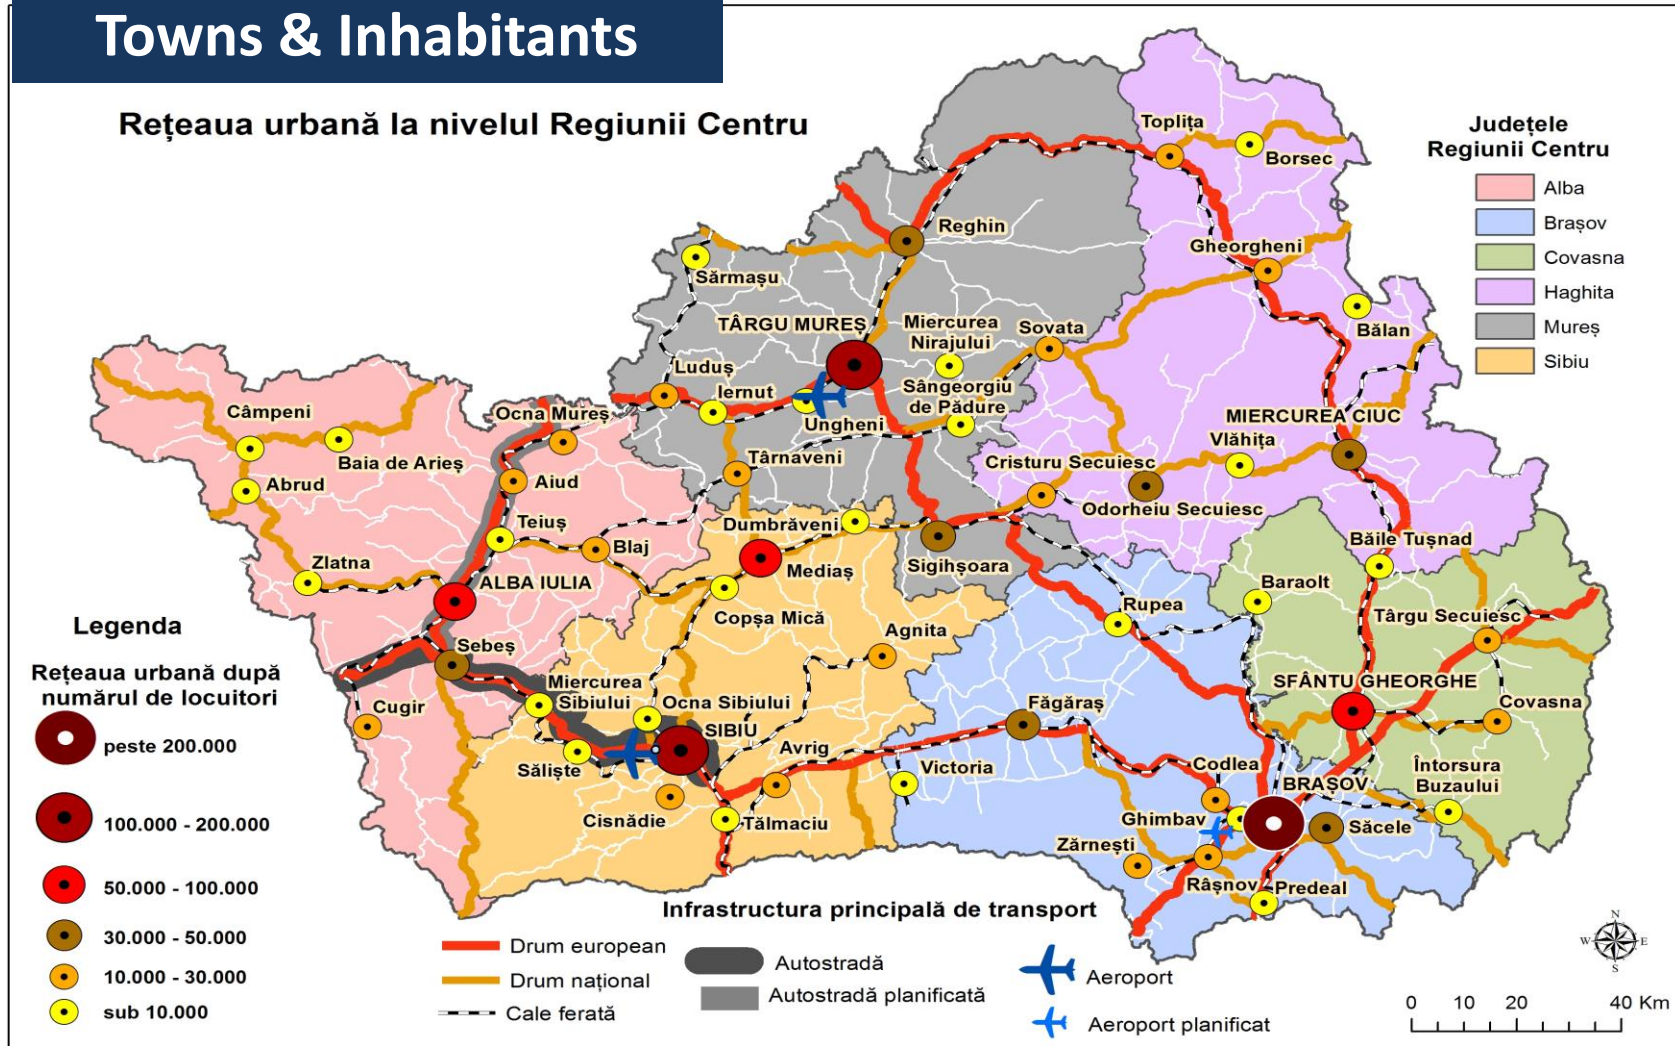 Towns & Inhabitants
Rețeaua urbană la nivelul Regiunii Centru
Județele
Regiunii Centru
Alba
Brașov
Covasna
Haghita
Mureș
Sibiu
Toplița
Borsec
Reghin
Gheorgheni
Sărmașu
Bălan
TÂRGU MUREȘ
Miercurea
Nirajului
Sovata
Luduș
Iernut
Sângeorgiu
de Pădure
Ungheni
Câmpeni
Ocna Mureș
MIERCUREA CIUC
Vlăhița
Baia de Arieș
Târnaveni
Cristuru Secuiesc
Abrud
Aiud
Odorheiu Secuiesc
Teiuș
Dumbrăveni
Blaj
Băile Tușnad
Zlatna
ALBA IULIA
Mediaș
Sigihșoara
Baraolt
Copșa Mică
Rupea
Târgu Secuiesc
Agnita
Sebeș
Miercurea
Sibiului
SFÂNTU GHEORGHE
Cugir
Ocna Sibiului
Făgăraș
Covasna
SIBIU
Avrig
Săliște
Victoria
Codlea
Întorsura
Buzaului
BRAȘOV
Cisnădie
Tălmaciu
Ghimbav
Săcele
Zărnești
Râșnov
Predeal
Legenda
Rețeaua urbană după
numărul de locuitori
peste 200.000
100.000 - 200.000
50.000 - 100.000
30.000 - 50.000
10.000 - 30.000
sub 10.000
Infrastructura principală de transport
Drum european
Drum național
Cale ferată
Autostradă
Autostradă planificată
Aeroport
Aeroport planificat
N
W E
S
0 10 20 40 Km